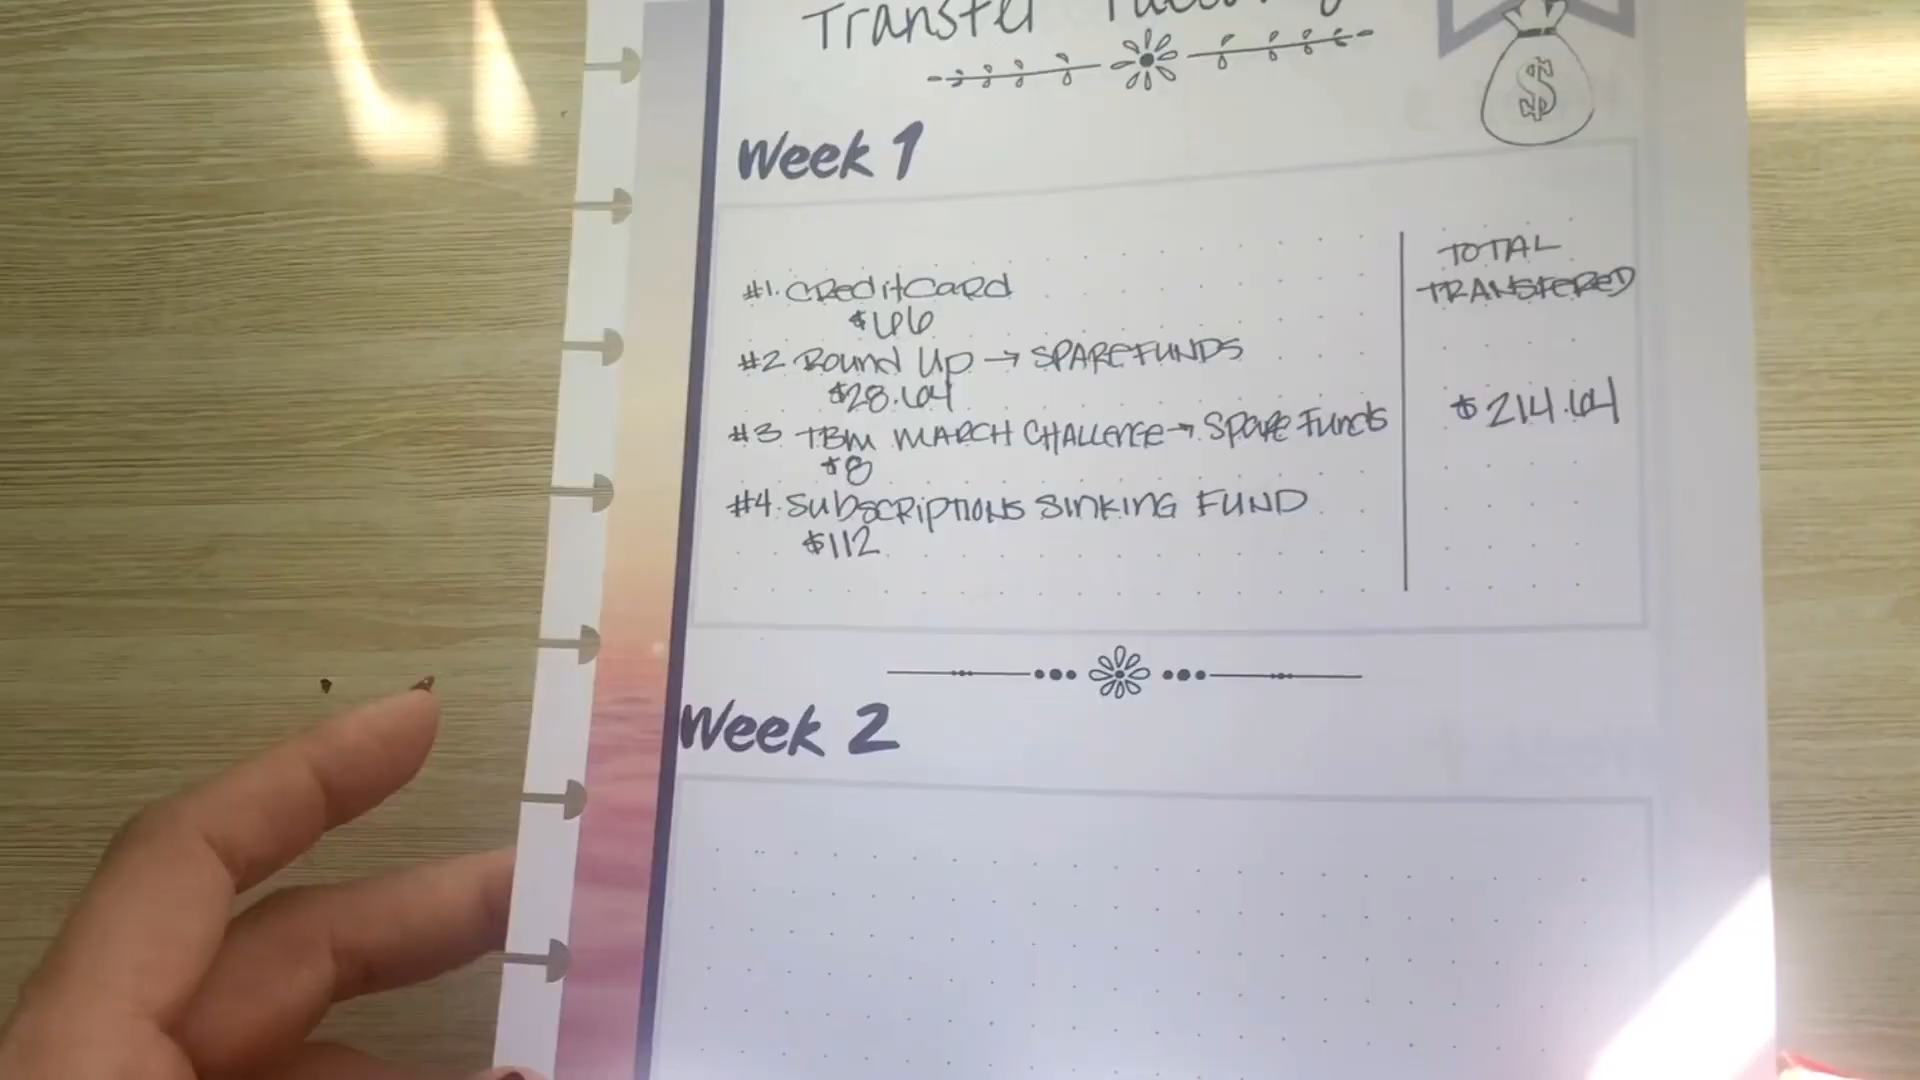 Transfer
Week 1
TOTAL
TRANSFERED
#1. CREDITCARD
$66
#2 Round Up → SPAREFUNDS
$28.64
$214.64
#3 TBM MARCH CHALLENGE → Spare Funds
$8
#4. SUBSCRIPTIONS SINKING FUND
$112
Week 2